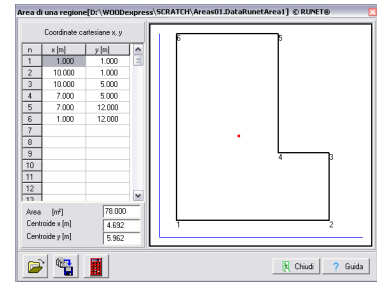 Area di una regione[D:\WOODexpress\SCRATCH\Areas01.DataRunetArea1] © RUNET®
Coordinate cartesiane x, y
n x [m] y [m]
1 1.000 1.000
2 10.000 1.000
3 10.000 5.000
4 7.000 5.000
5 7.000 12.000
6 1.000 12.000
7
8
9
10
11
12
13
Area [m²] 78.000
Centroide x [m] 4.692
Centroide y [m] 5.962
6 5
4 3
1 2
Chiudi ? Guida